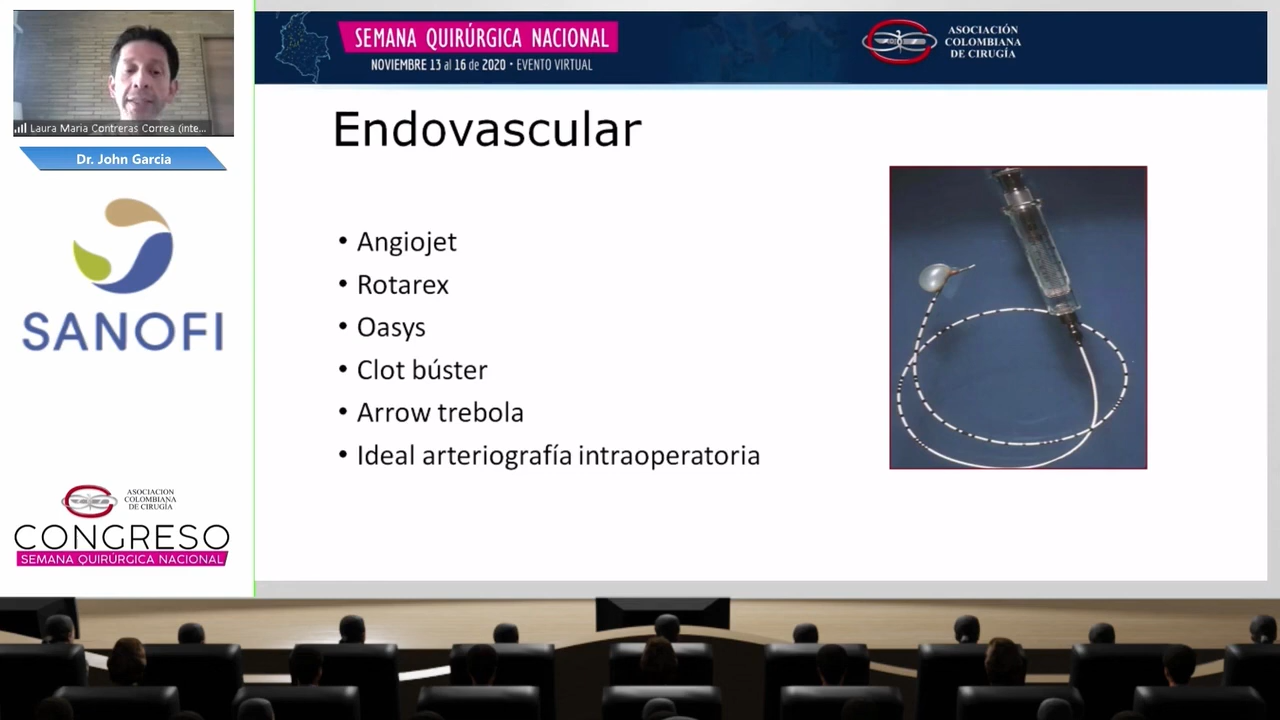 SEMANA QUIRÚRGICA NACIONAL
NOVIEMBRE 13 al 16 de 2020 • EVENTO VIRTUAL
ASOCIACIÓN
COLOMBIANA
DE CIRUGÍA
Laura Maria Contreras Correa (inte...
Dr. John Garcia
SANOFI
ASOCIACION
COLOMBIANA
DE CIRUGÍA
CONGRESO
SEMANA QUIRÚRGICA NACIONAL
Endovascular
• Angiojet
• Rotarex
• Oasys
• Clot búster
• Arrow trebola
• Ideal arteriografía intraoperatoria